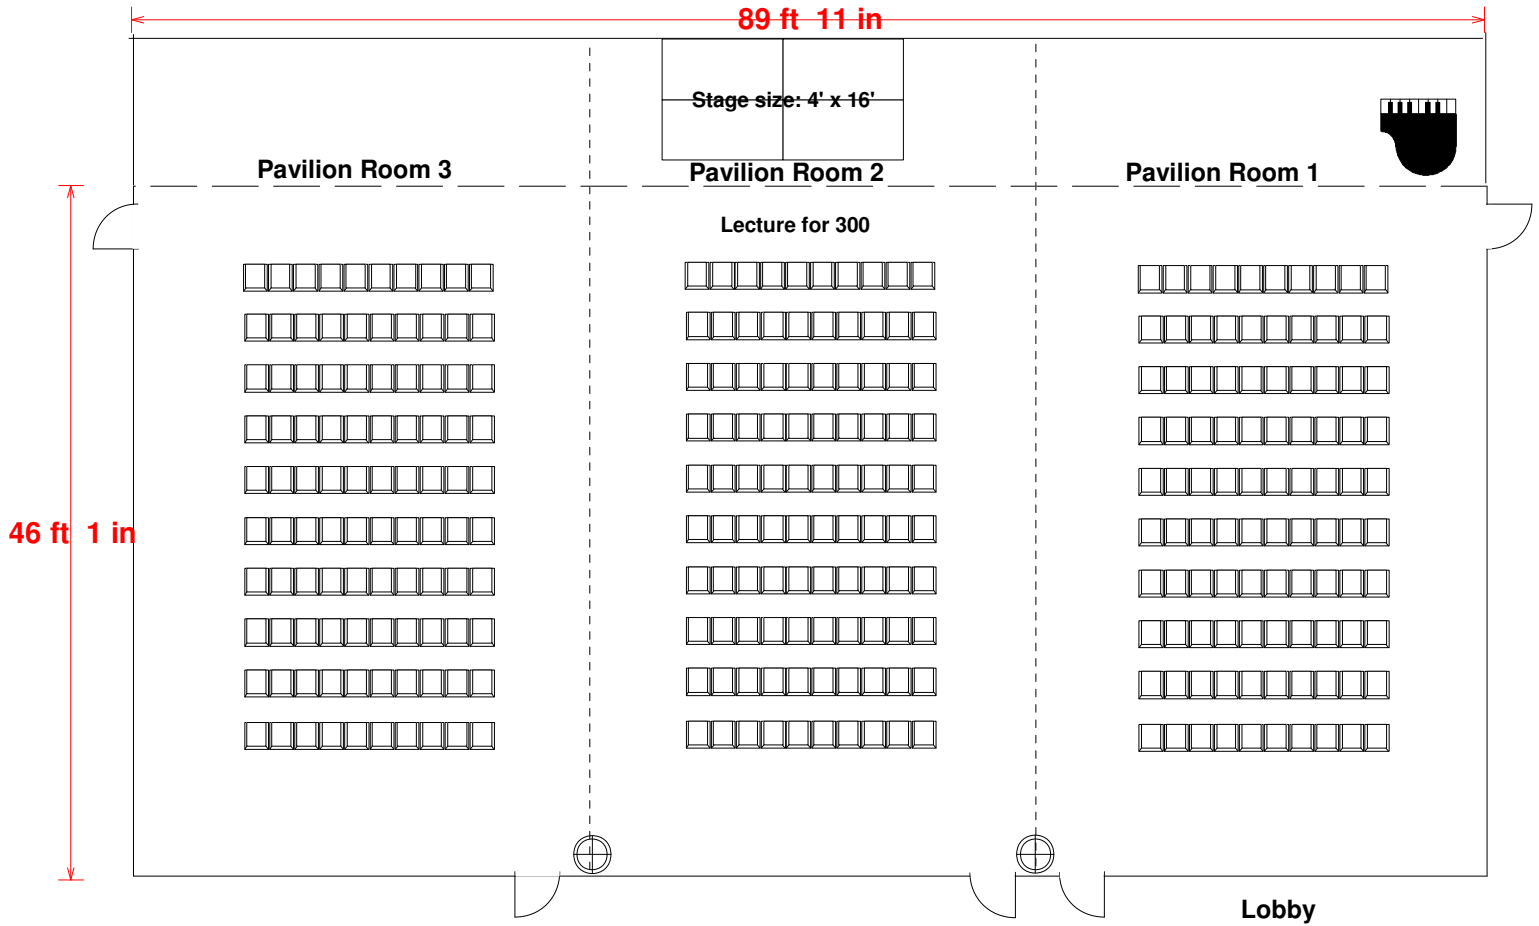 89 ft 11 in
Stage size: 4' x 16'
Pavilion Room 3
Pavilion Room 2
Pavilion Room 1
Lecture for 300
46 ft 1 in
Lobby